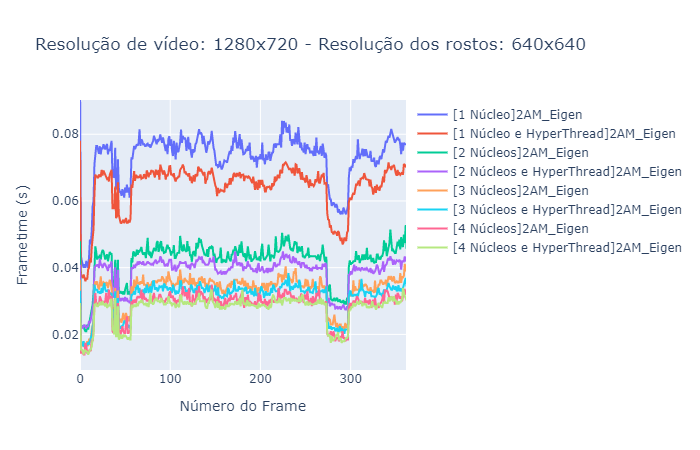 Resolução de vídeo: 1280x720 - Resolução dos rostos: 640x640
Frametime (s)
0.08
0.06
0.04
0.02
0
100
200
300
Número do Frame
[1 Núcleo]2AM_Eigen
[1 Núcleo e HyperThread]2AM_Eigen
[2 Núcleos]2AM_Eigen
[2 Núcleos e HyperThread]2AM_Eigen
[3 Núcleos]2AM_Eigen
[3 Núcleos e HyperThread]2AM_Eigen
[4 Núcleos]2AM_Eigen
[4 Núcleos e HyperThread]2AM_Eigen